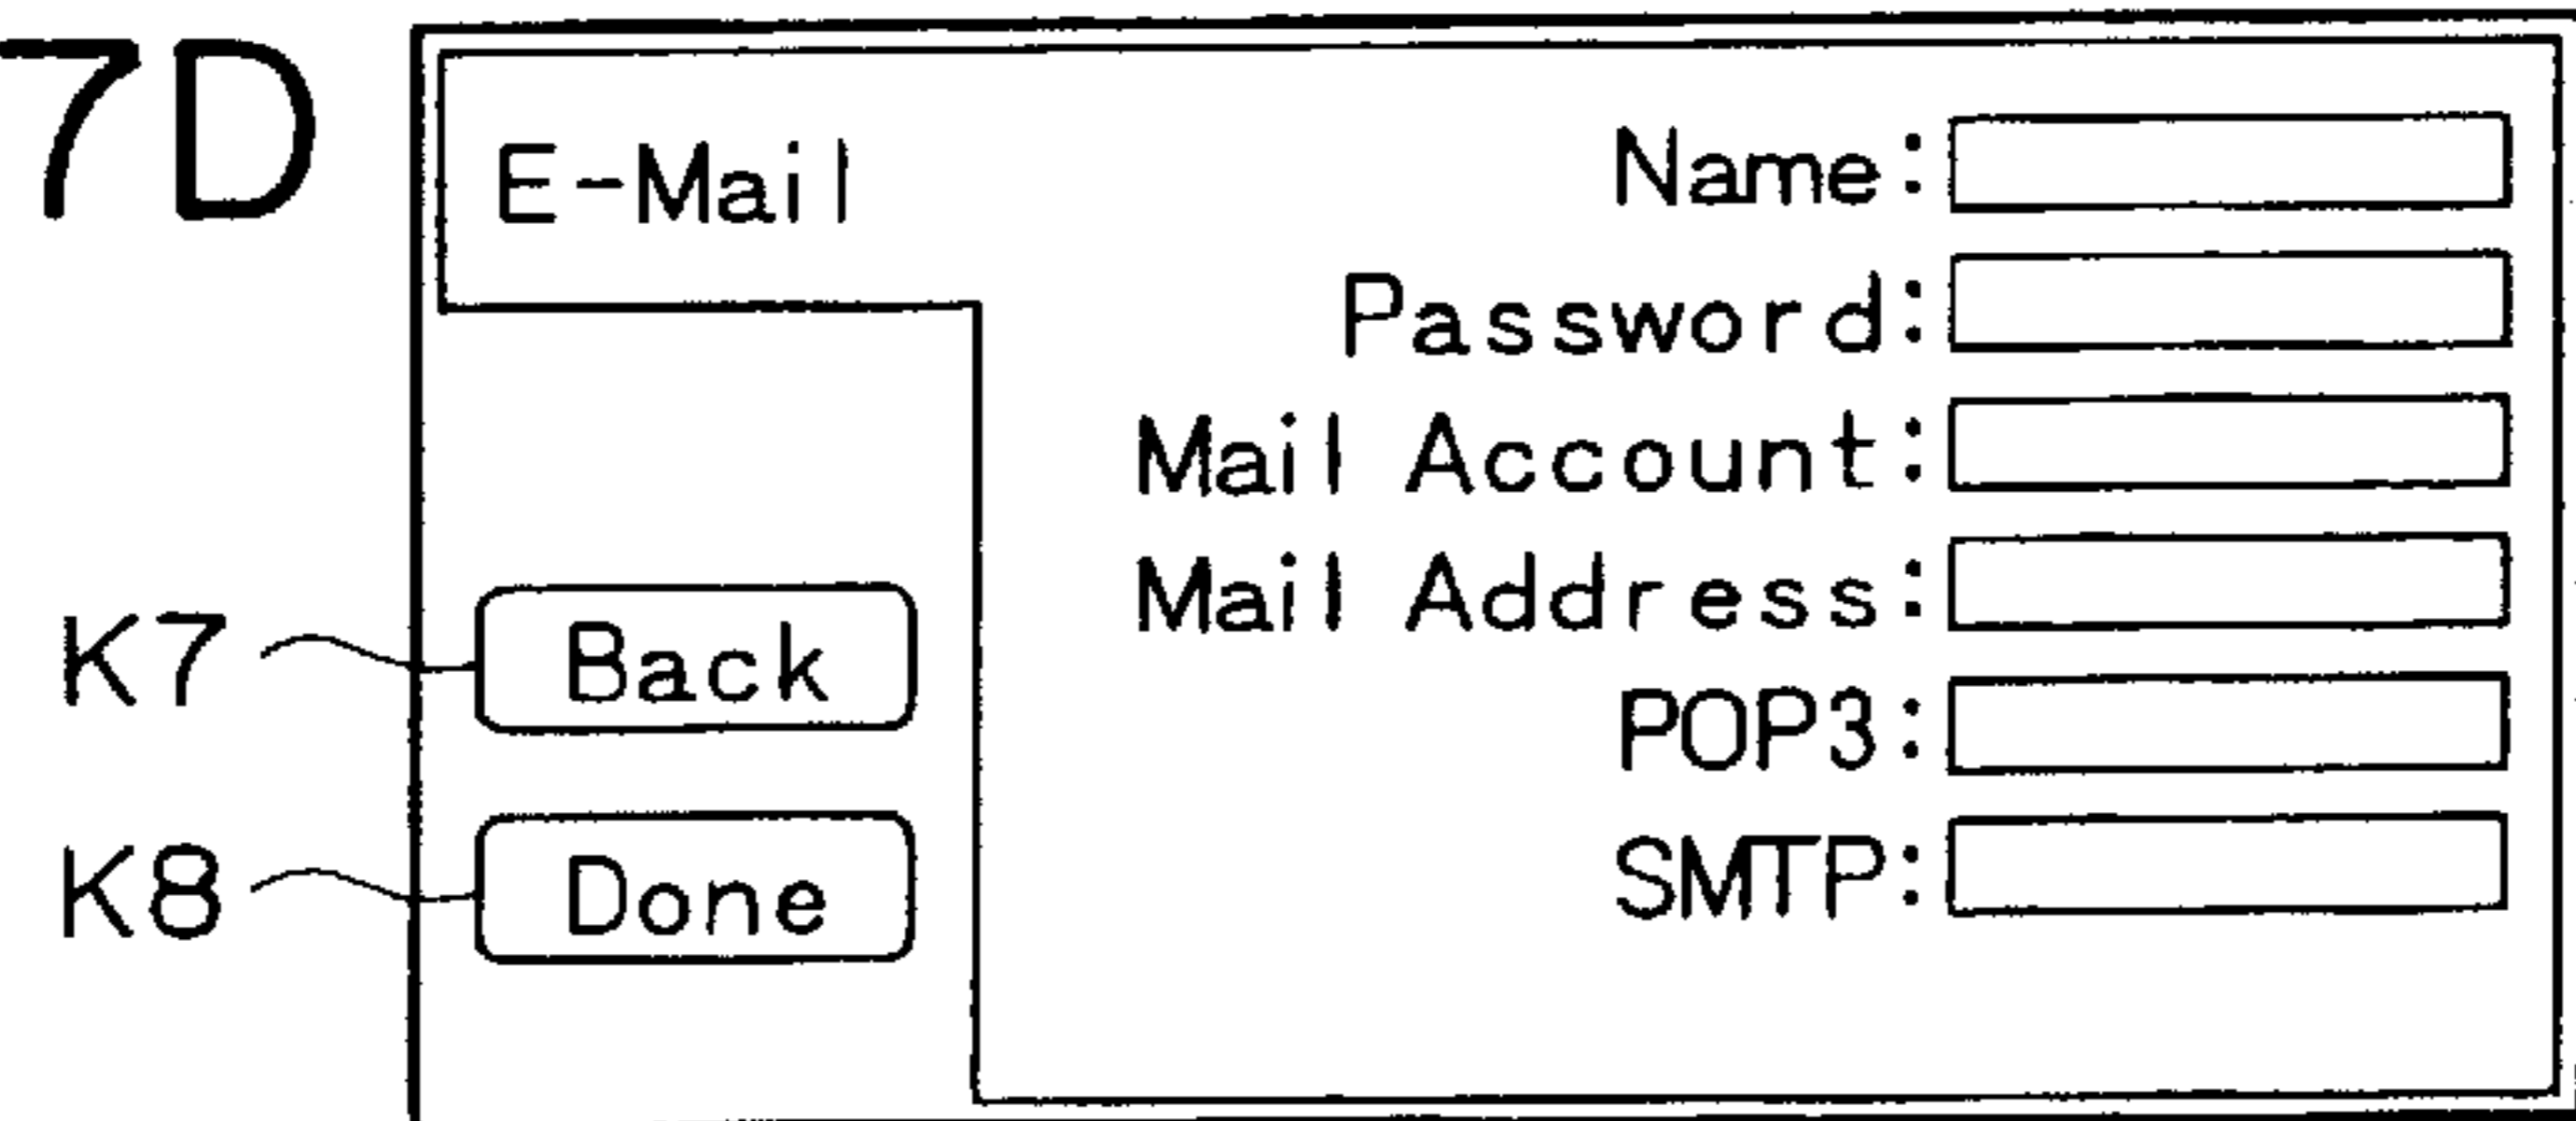 7D
E-Mail
Name:
Password:
Mail Account:
Mail Address:
POP3:
SMTP:
K7 Back
K8 Done